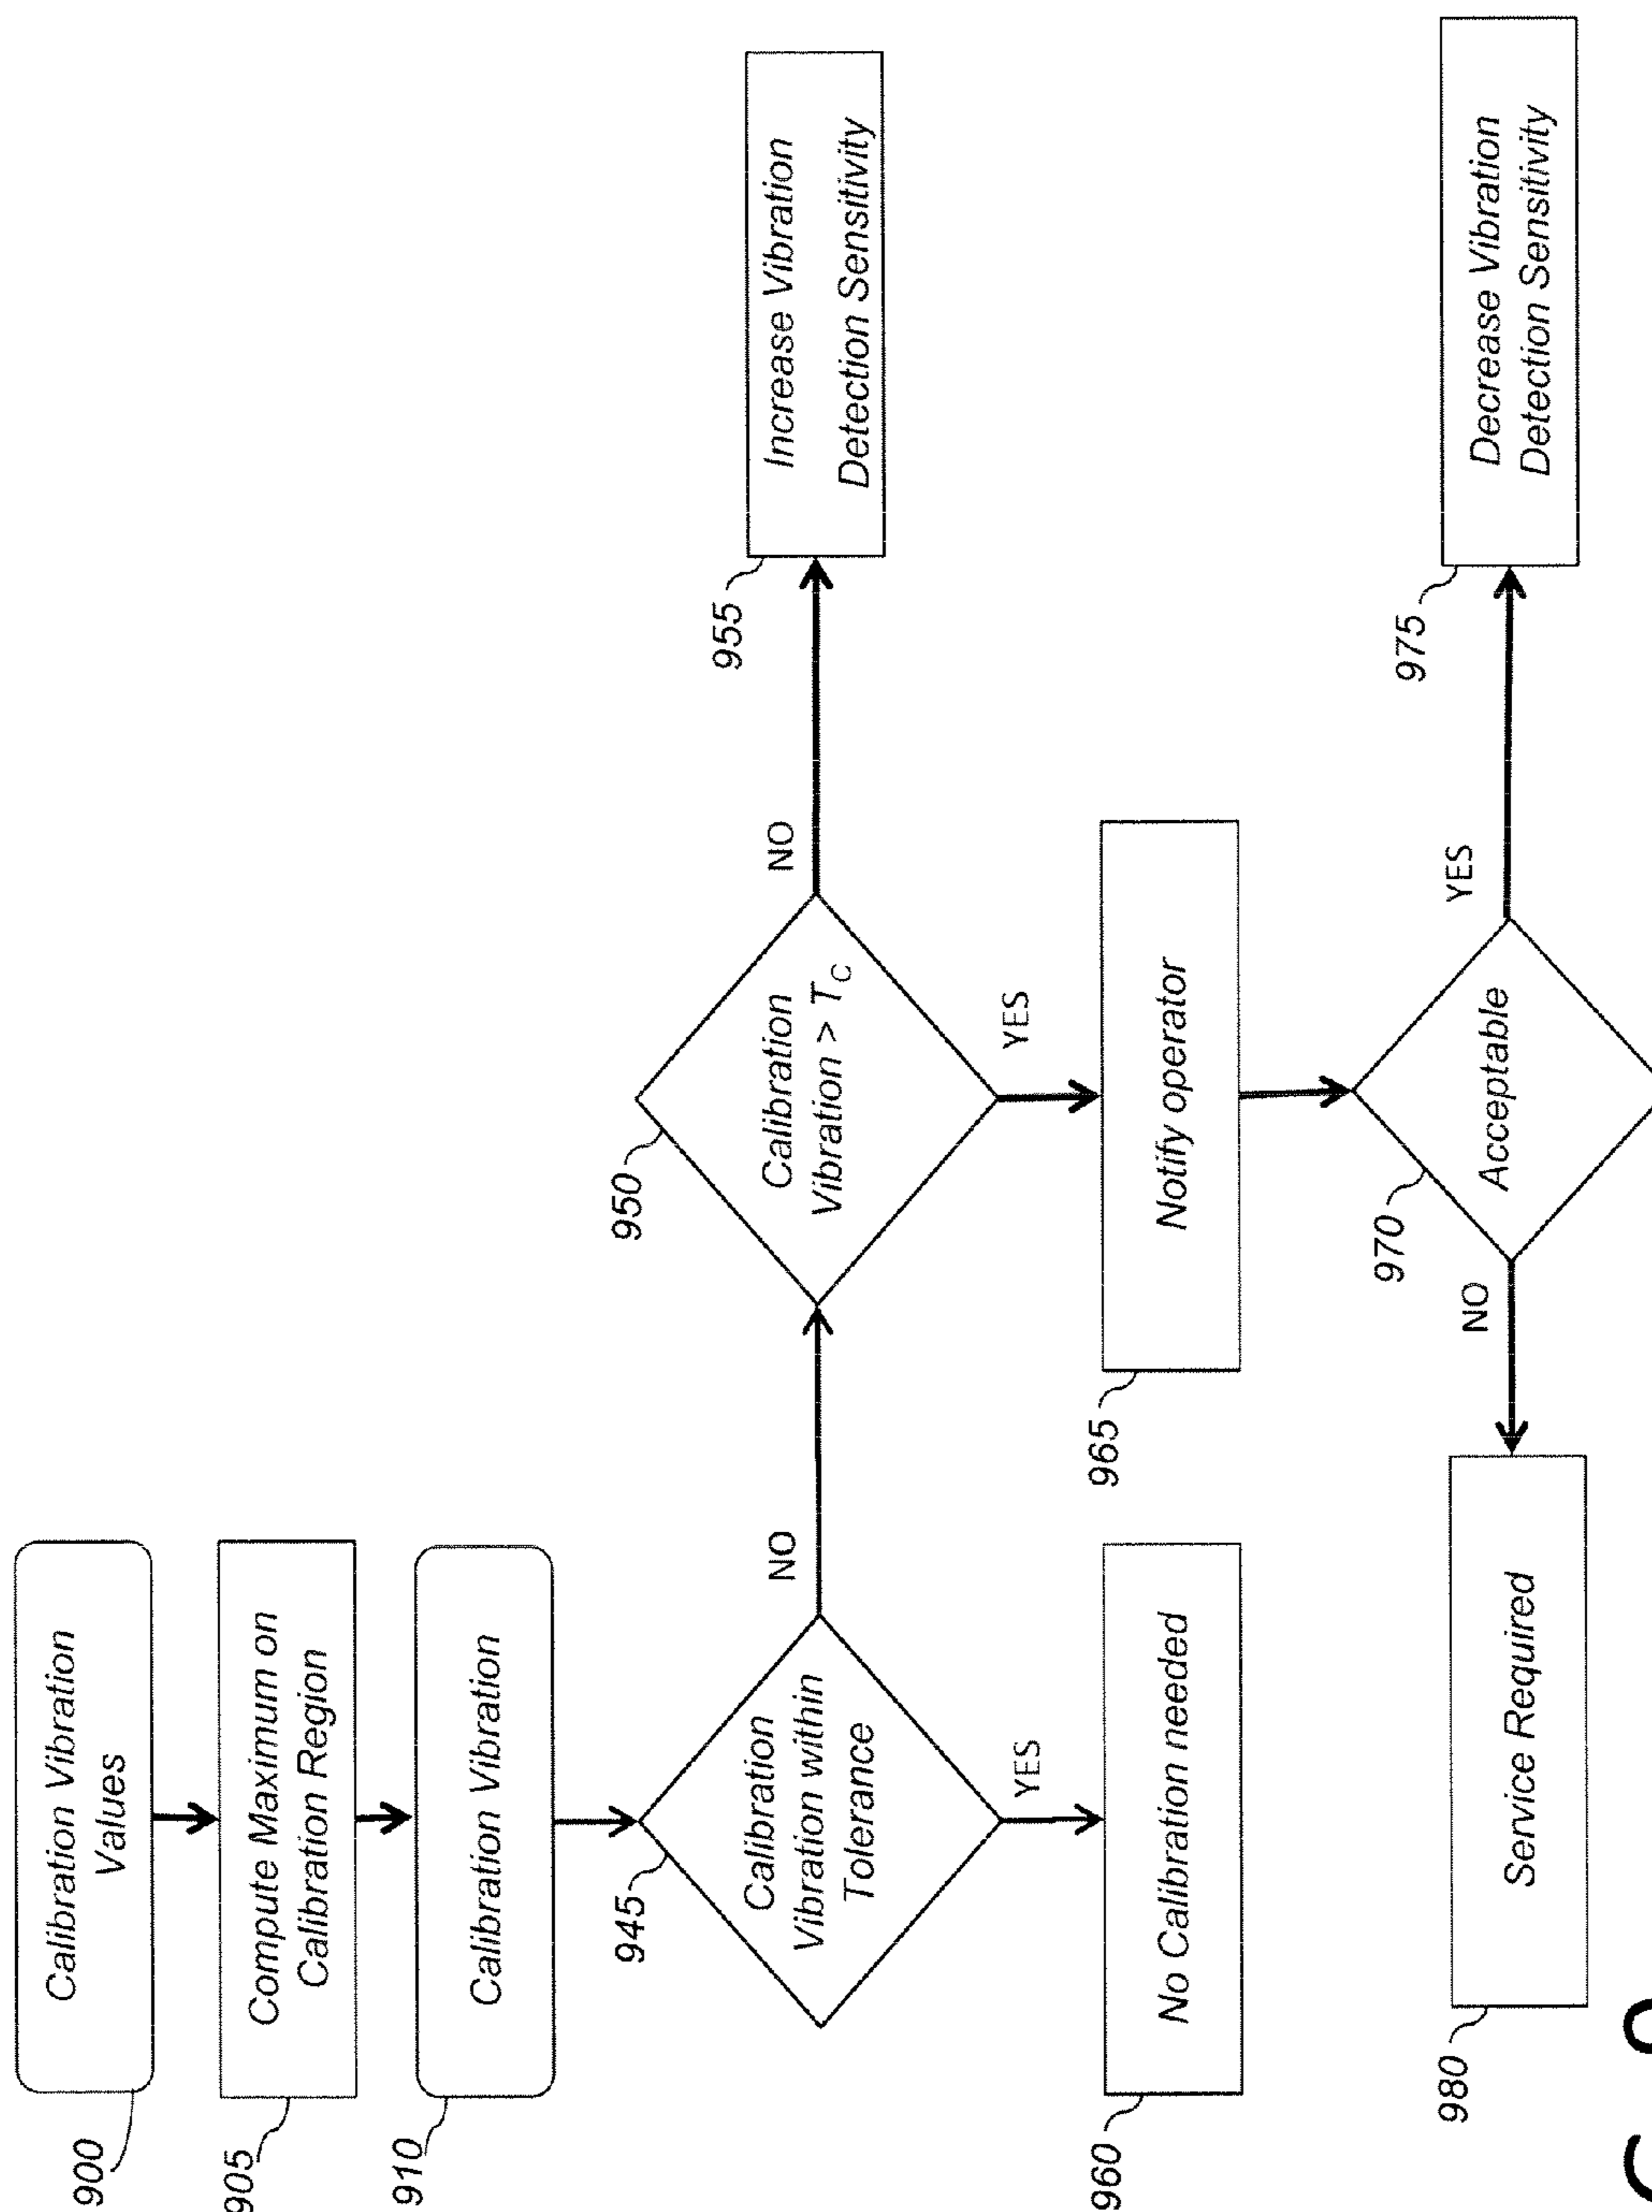 900
Calibration Vibration
Values
905
Compute Maximum on
Calibration Region
910
Calibration Vibration
945
Calibration
Vibration within
Tolerance
NO
YES
950
Calibration
Vibration > T_C
NO
955
Increase Vibration
Detection Sensitivity
960
No Calibration needed
YES
965
Notify operator
970
Acceptable
YES
975
Decrease Vibration
Detection Sensitivity
NO
980
Service Required